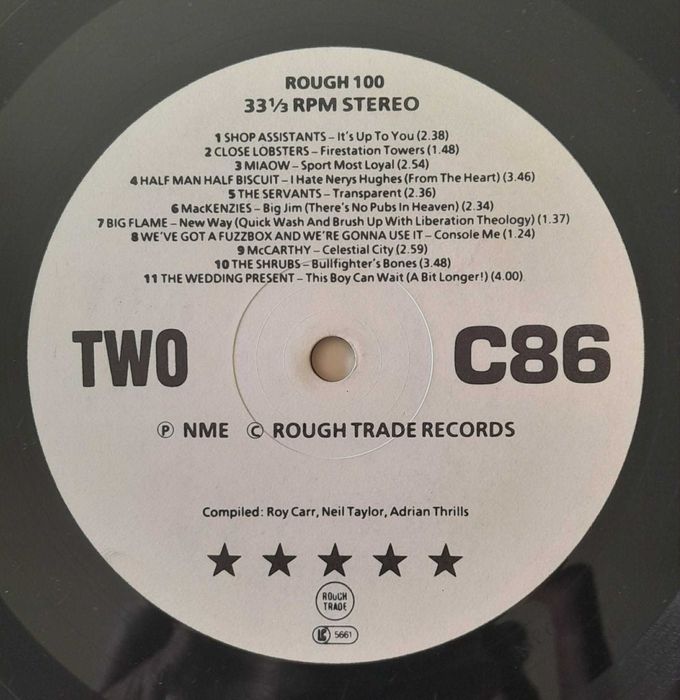 ROUGH 100
33⅓ RPM STEREO
1 SHOP ASSISTANTS – It's Up To You (2.38)
2 CLOSE LOBSTERS – Firestation Towers (1.48)
3 MIAOW – Sport Most Loyal (2.54)
4 HALF MAN HALF BISCUIT – I Hate Nerys Hughes (From The Heart) (3.46)
5 THE SERVANTS – Transparent (2.36)
6 MacKENZIES – Big Jim (There's No Pubs In Heaven) (2.34)
7 BIG FLAME – New Way (Quick Wash And Brush Up With Liberation Theology) (1.37)
8 WE'VE GOT A FUZZBOX AND WE'RE GONNA USE IT – Console Me (1.24)
9 McCARTHY – Celestial City (2.59)
10 THE SHRUBS – Bullfighter's Bones (3.48)
11 THE WEDDING PRESENT – This Boy Can Wait (A Bit Longer!) (4.00)
TWO C86
Ⓟ NME © ROUGH TRADE RECORDS
Compiled: Roy Carr, Neil Taylor, Adrian Thrills
★ ★ ★ ★ ★
ROUGH
TRADE
LC 5661